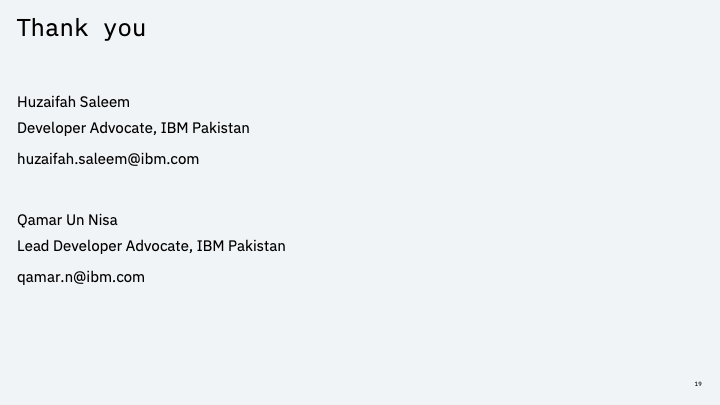 Thank you
Huzaifah Saleem
Developer Advocate, IBM Pakistan
huzaifah.saleem@ibm.com
Qamar Un Nisa
Lead Developer Advocate, IBM Pakistan
qamar.n@ibm.com
19